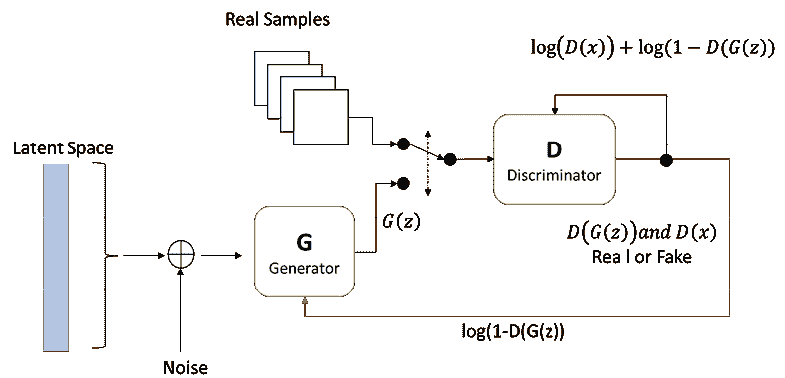 Real Samples
log(D(x)) + log(1 − D(G(z))
Latent Space
D
Discriminator
G(z)
G
Generator
D(G(z))and D(x)
Rea l or Fake
log(1-D(G(z))
Noise